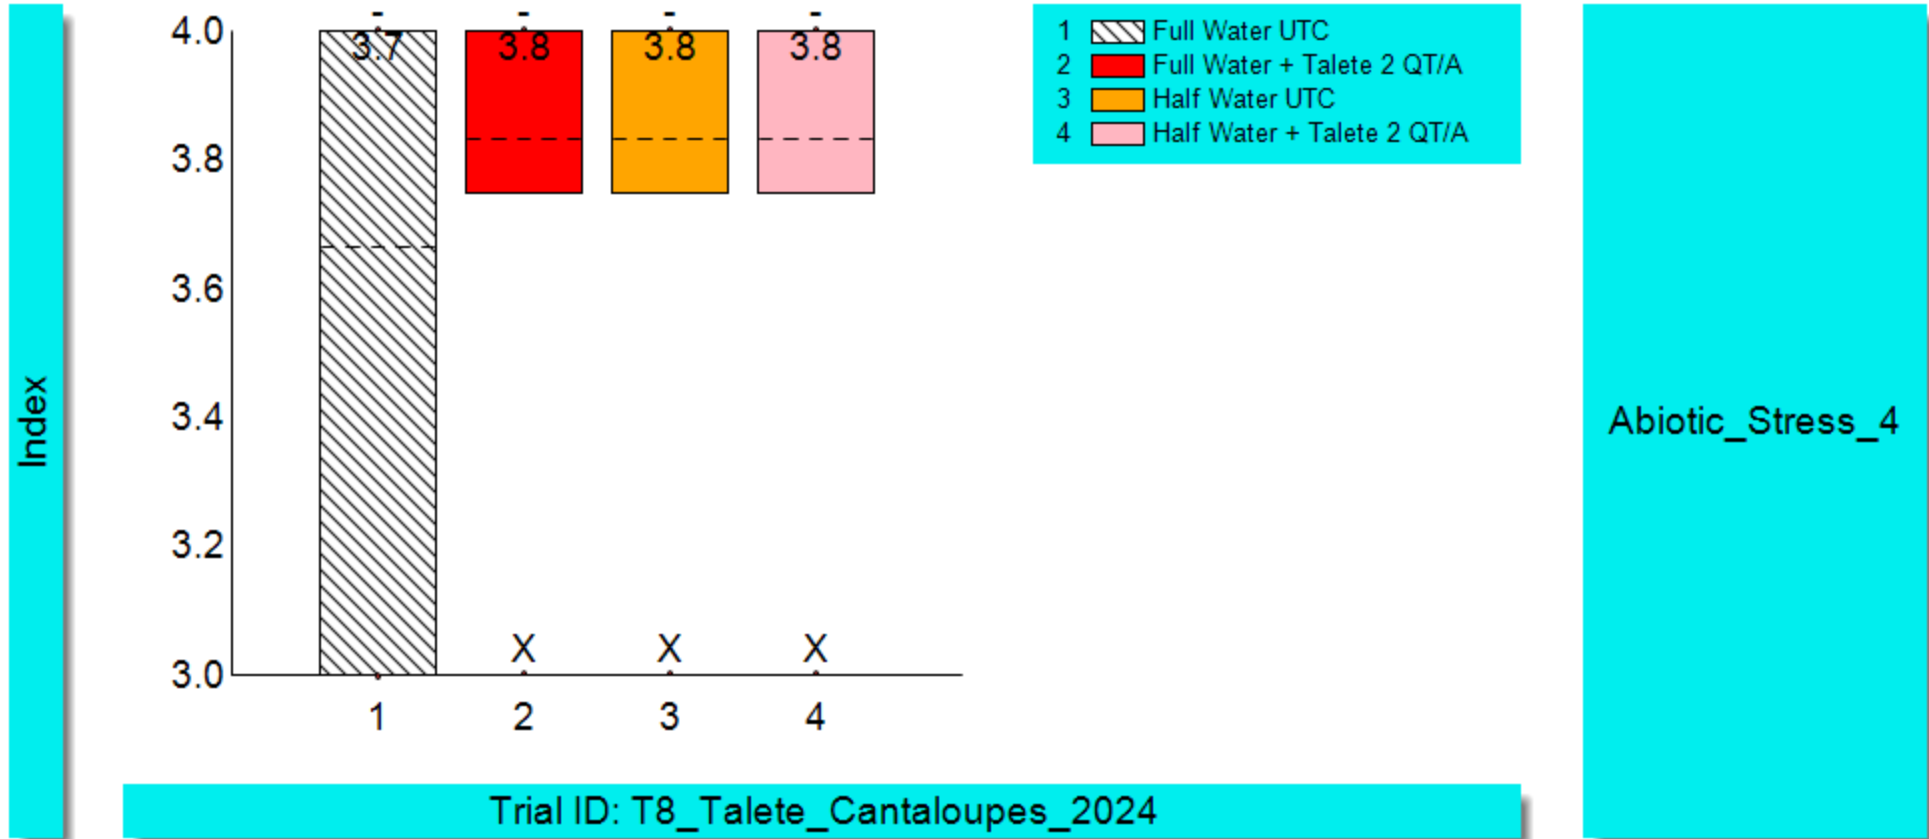 Index
4.0
3.8
3.6
3.4
3.2
3.0
- - - -
3.7 3.8 3.8 3.8
X X X
1 2 3 4
1 Full Water UTC
2 Full Water + Talete 2 QT/A
3 Half Water UTC
4 Half Water + Talete 2 QT/A
Abiotic_Stress_4
Trial ID: T8_Talete_Cantaloupes_2024